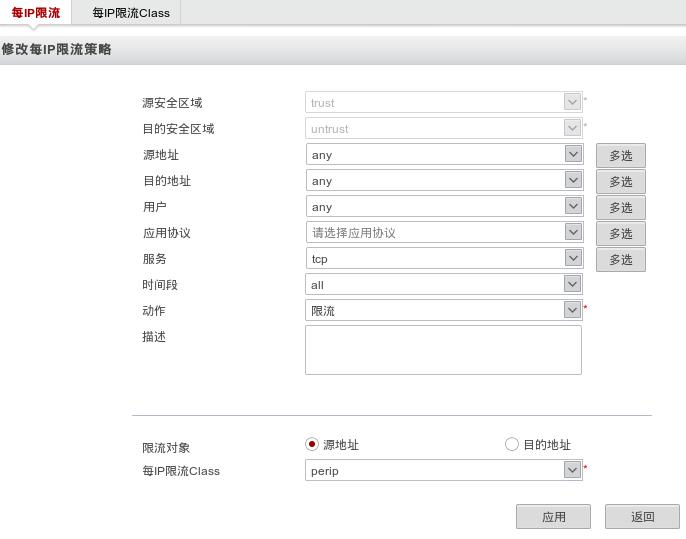 每IP限流 每IP限流Class
修改每IP限流策略
源安全区域 trust *
目的安全区域 untrust *
源地址 any 多选
目的地址 any 多选
用户 any 多选
应用协议 请选择应用协议 多选
服务 tcp 多选
时间段 all
动作 限流 *
描述
限流对象 源地址 目的地址
每IP限流Class perip *
应用 返回